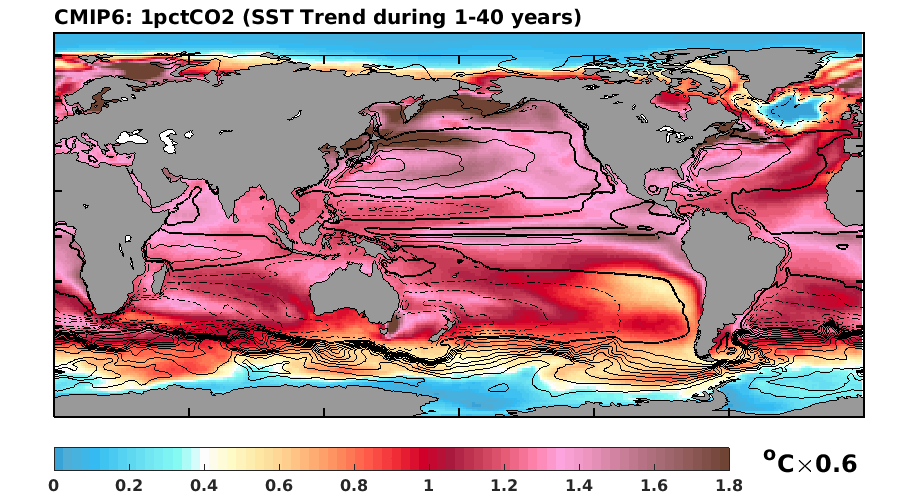 CMIP6: 1pctCO2 (SST Trend during 1-40 years)
0 0.2 0.4 0.6 0.8 1 1.2 1.4 1.6 1.8
°C×0.6